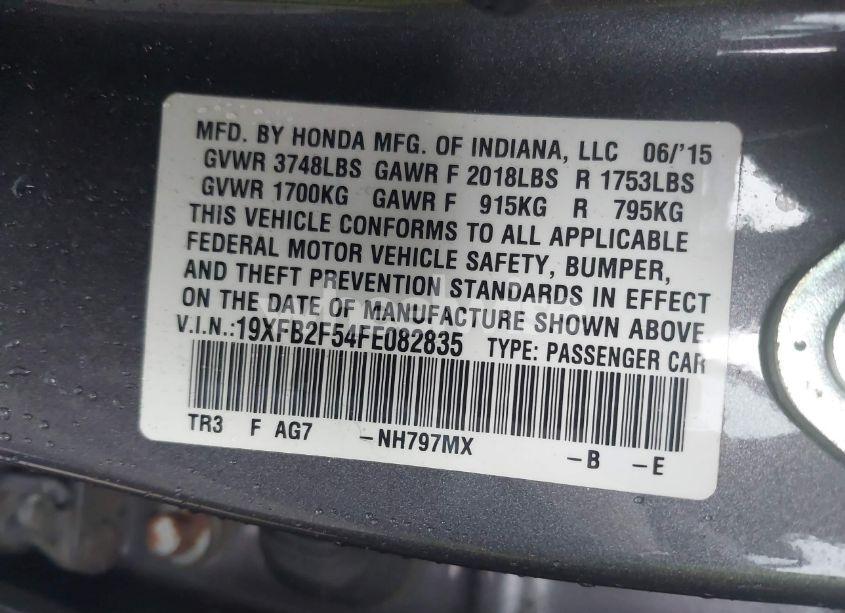 MFD. BY HONDA MFG. OF INDIANA, LLC 06/'15
GVWR 3748LBS GAWR F 2018LBS R 1753LBS
GVWR 1700KG GAWR F 915KG R 795KG
THIS VEHICLE CONFORMS TO ALL APPLICABLE
FEDERAL MOTOR VEHICLE SAFETY, BUMPER,
AND THEFT PREVENTION STANDARDS IN EFFECT
ON THE DATE OF MANUFACTURE SHOWN ABOVE
V.I.N.:19XFB2F54FE082835 TYPE: PASSENGER CAR
TR3 F AG7 -NH797MX -B -E